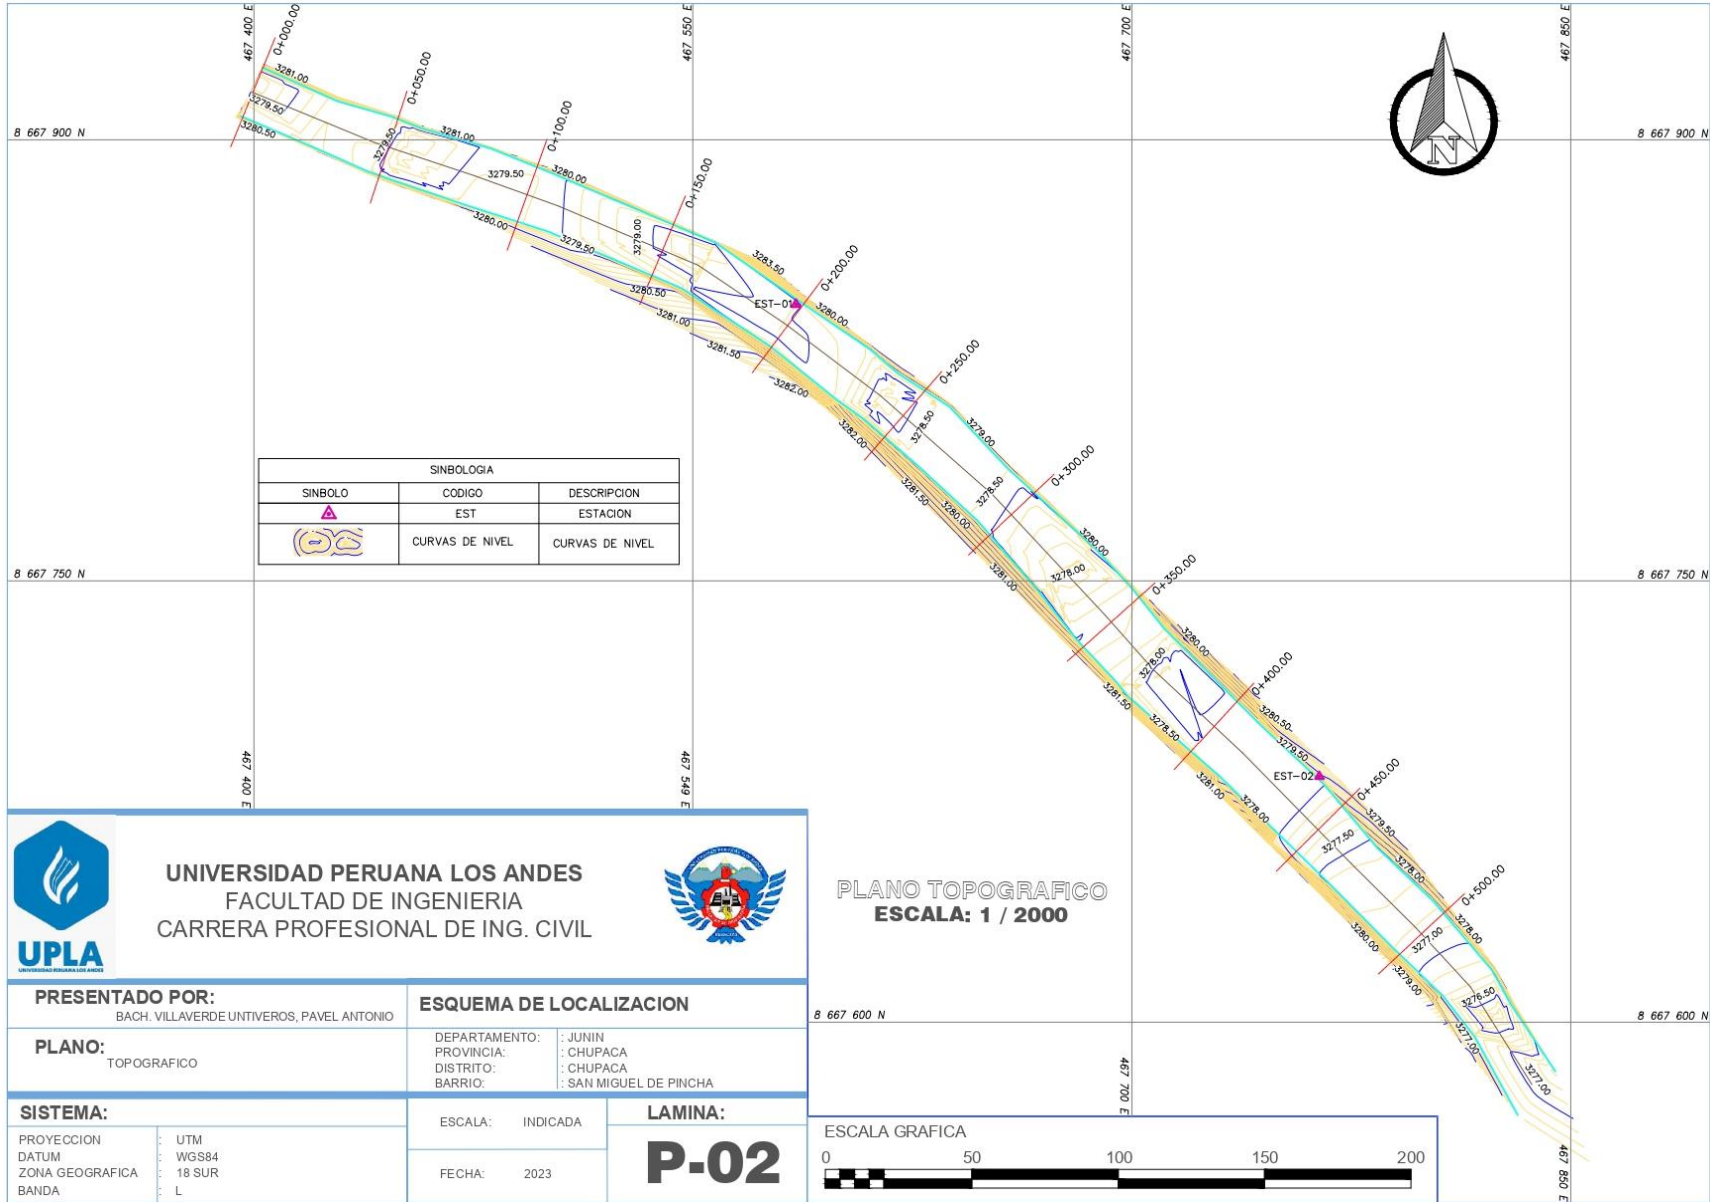 467 400 E
467 550 E
467 700 E
467 850 E
0+000.00
0+050.00
0+100.00
0+150.00
0+200.00
0+250.00
0+300.00
0+350.00
0+400.00
0+450.00
0+500.00
8 667 900 N
8 667 900 N
3281.00
3279.50
3280.50
3279.50
3281.00
3279.50
3280.00
3280.00
3279.50
3279.00
3280.50
3281.00
3281.50
3282.00
3283.50
EST-01
3280.00
3282.00
3278.50
3279.00
3281.50
3280.00
3278.50
3281.00
3280.00
3278.00
3280.00
3278.00
3281.50
3278.50
3280.50
3279.50
EST-02
3281.00
3278.00
3279.50
3277.50
3278.00
3280.00
3278.00
3277.00
3279.00
3276.50
3277.00
3277.00
SINBOLOGIA
SINBOLO CODIGO DESCRIPCION
EST ESTACION
CURVAS DE NIVEL CURVAS DE NIVEL
8 667 750 N
8 667 750 N
467 400 E
467 549 E
N
UPLA
UNIVERSIDAD PERUANA LOS ANDES
UNIVERSIDAD PERUANA LOS ANDES
FACULTAD DE INGENIERIA
CARRERA PROFESIONAL DE ING. CIVIL
PLANO TOPOGRAFICO
ESCALA: 1 / 2000
PRESENTADO POR:
BACH. VILLAVERDE UNTIVEROS, PAVEL ANTONIO
PLANO:
TOPOGRAFICO
ESQUEMA DE LOCALIZACION
DEPARTAMENTO: : JUNIN
PROVINCIA: : CHUPACA
DISTRITO: : CHUPACA
BARRIO: : SAN MIGUEL DE PINCHA
8 667 600 N
8 667 600 N
467 700 E
467 850 E
SISTEMA:
PROYECCION : UTM
DATUM : WGS84
ZONA GEOGRAFICA : 18 SUR
BANDA : L
ESCALA: INDICADA
FECHA: 2023
LAMINA:
P-02
ESCALA GRAFICA
0 50 100 150 200